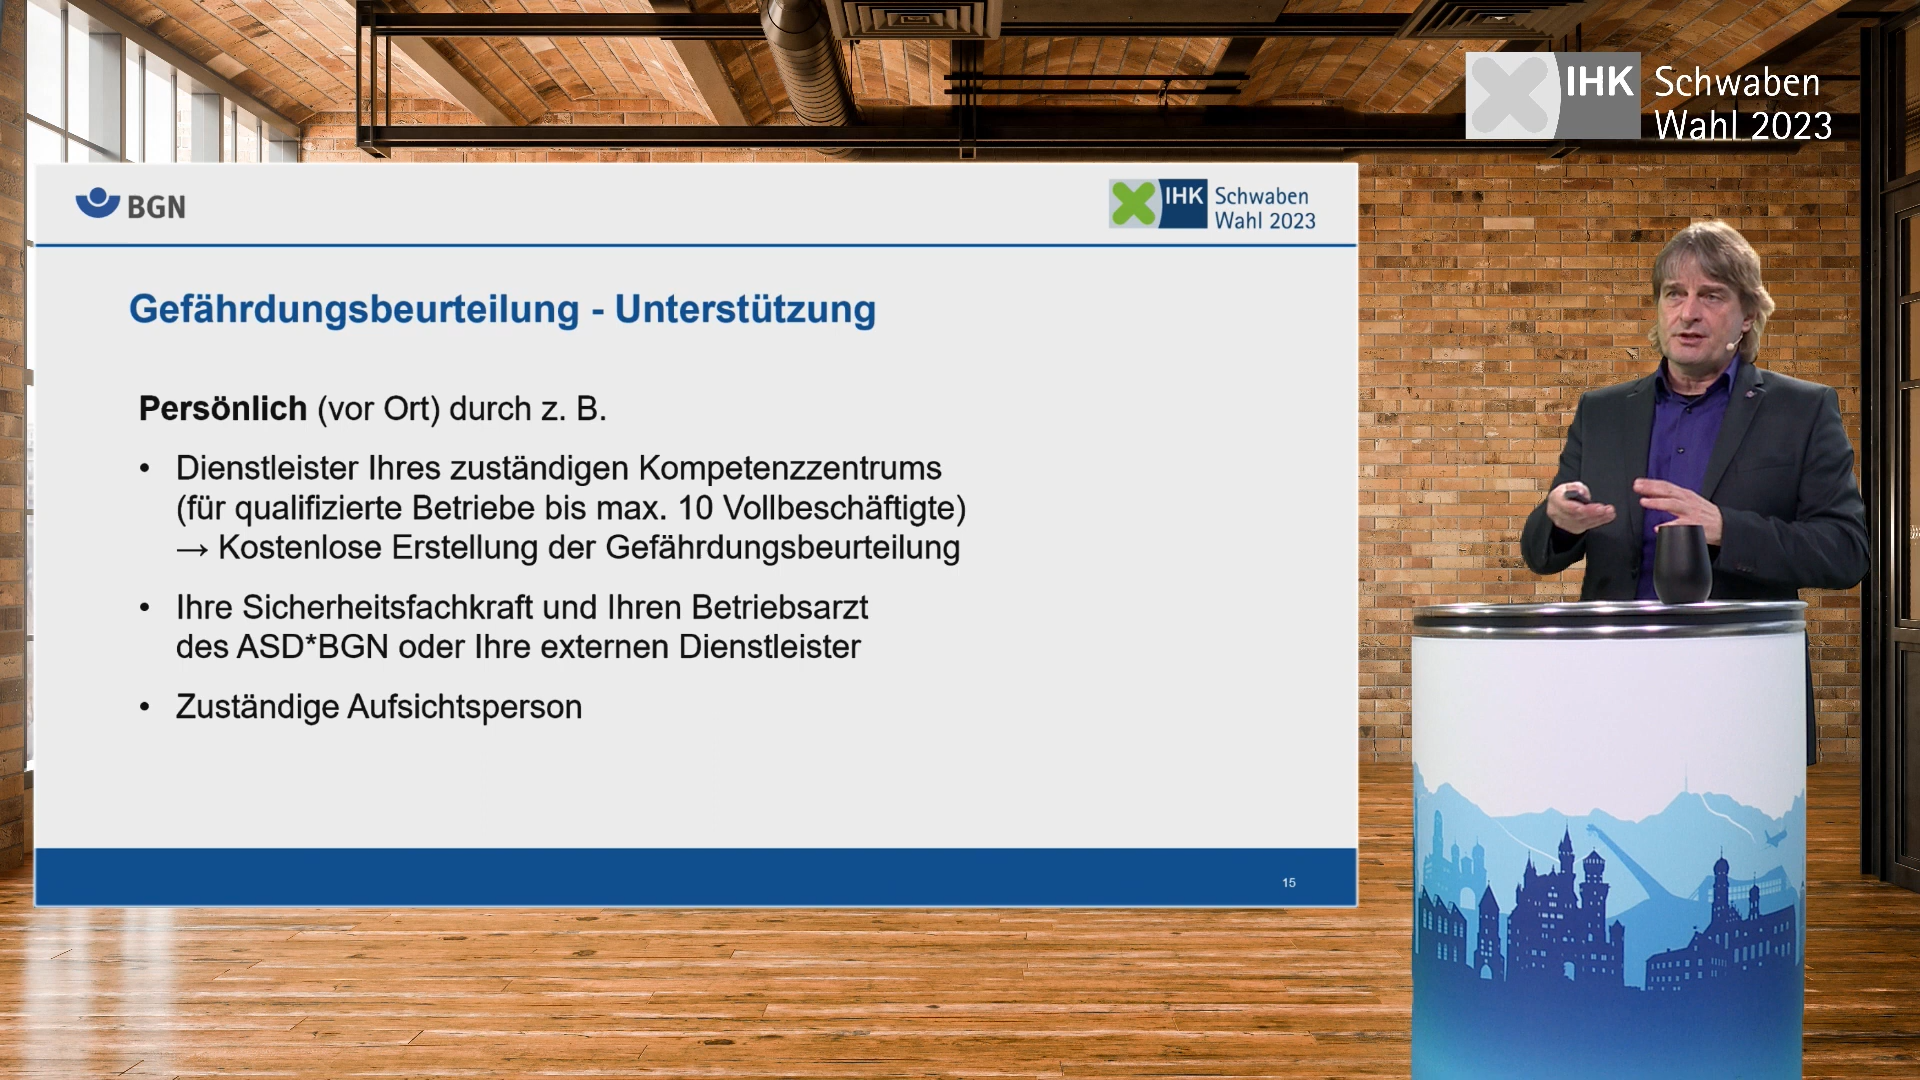 IHK Schwaben
Wahl 2023
BGN
IHK Schwaben
Wahl 2023
Gefährdungsbeurteilung - Unterstützung
Persönlich (vor Ort) durch z. B.
• Dienstleister Ihres zuständigen Kompetenzzentrums
(für qualifizierte Betriebe bis max. 10 Vollbeschäftigte)
→ Kostenlose Erstellung der Gefährdungsbeurteilung
• Ihre Sicherheitsfachkraft und Ihren Betriebsarzt
des ASD*BGN oder Ihre externen Dienstleister
• Zuständige Aufsichtsperson
15